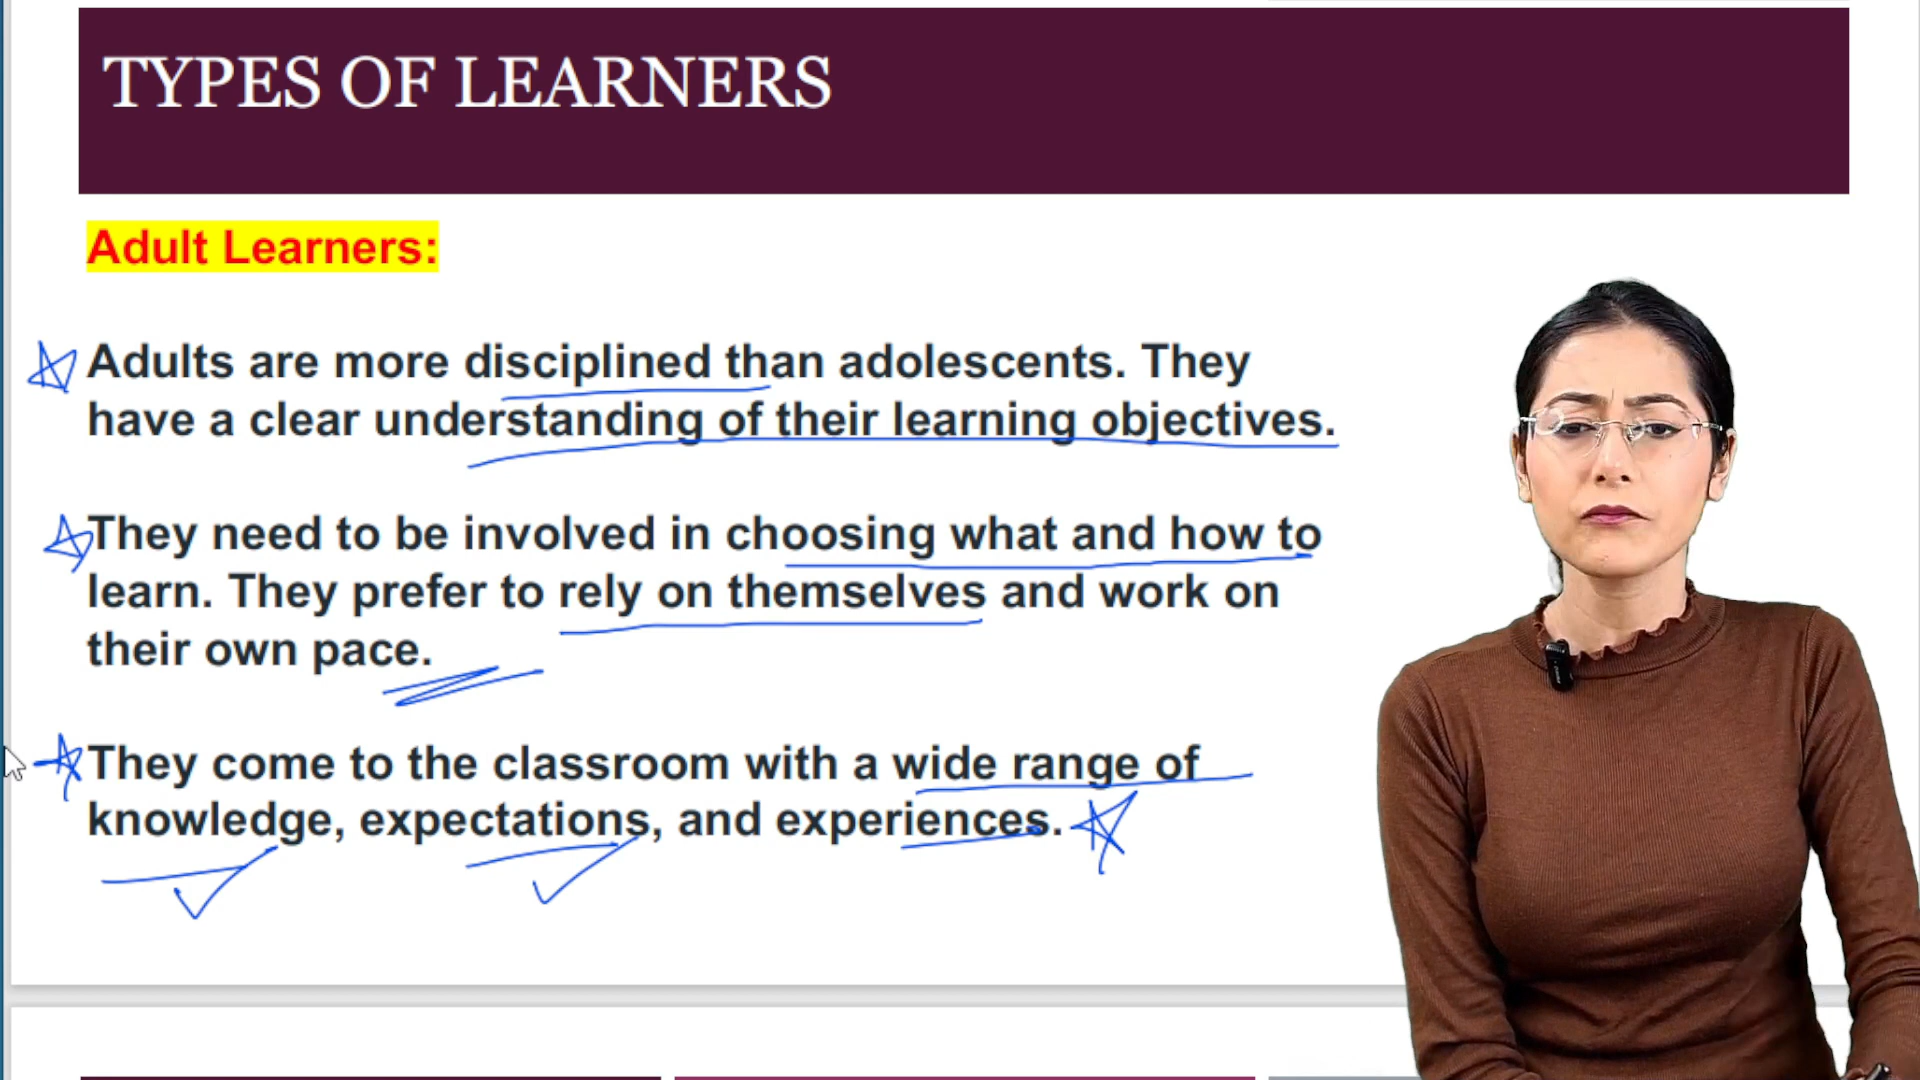 TYPES OF LEARNERS
Adult Learners:
Adults are more disciplined than adolescents. They
have a clear understanding of their learning objectives.
They need to be involved in choosing what and how to
learn. They prefer to rely on themselves and work on
their own pace.
They come to the classroom with a wide range of
knowledge, expectations, and experiences.